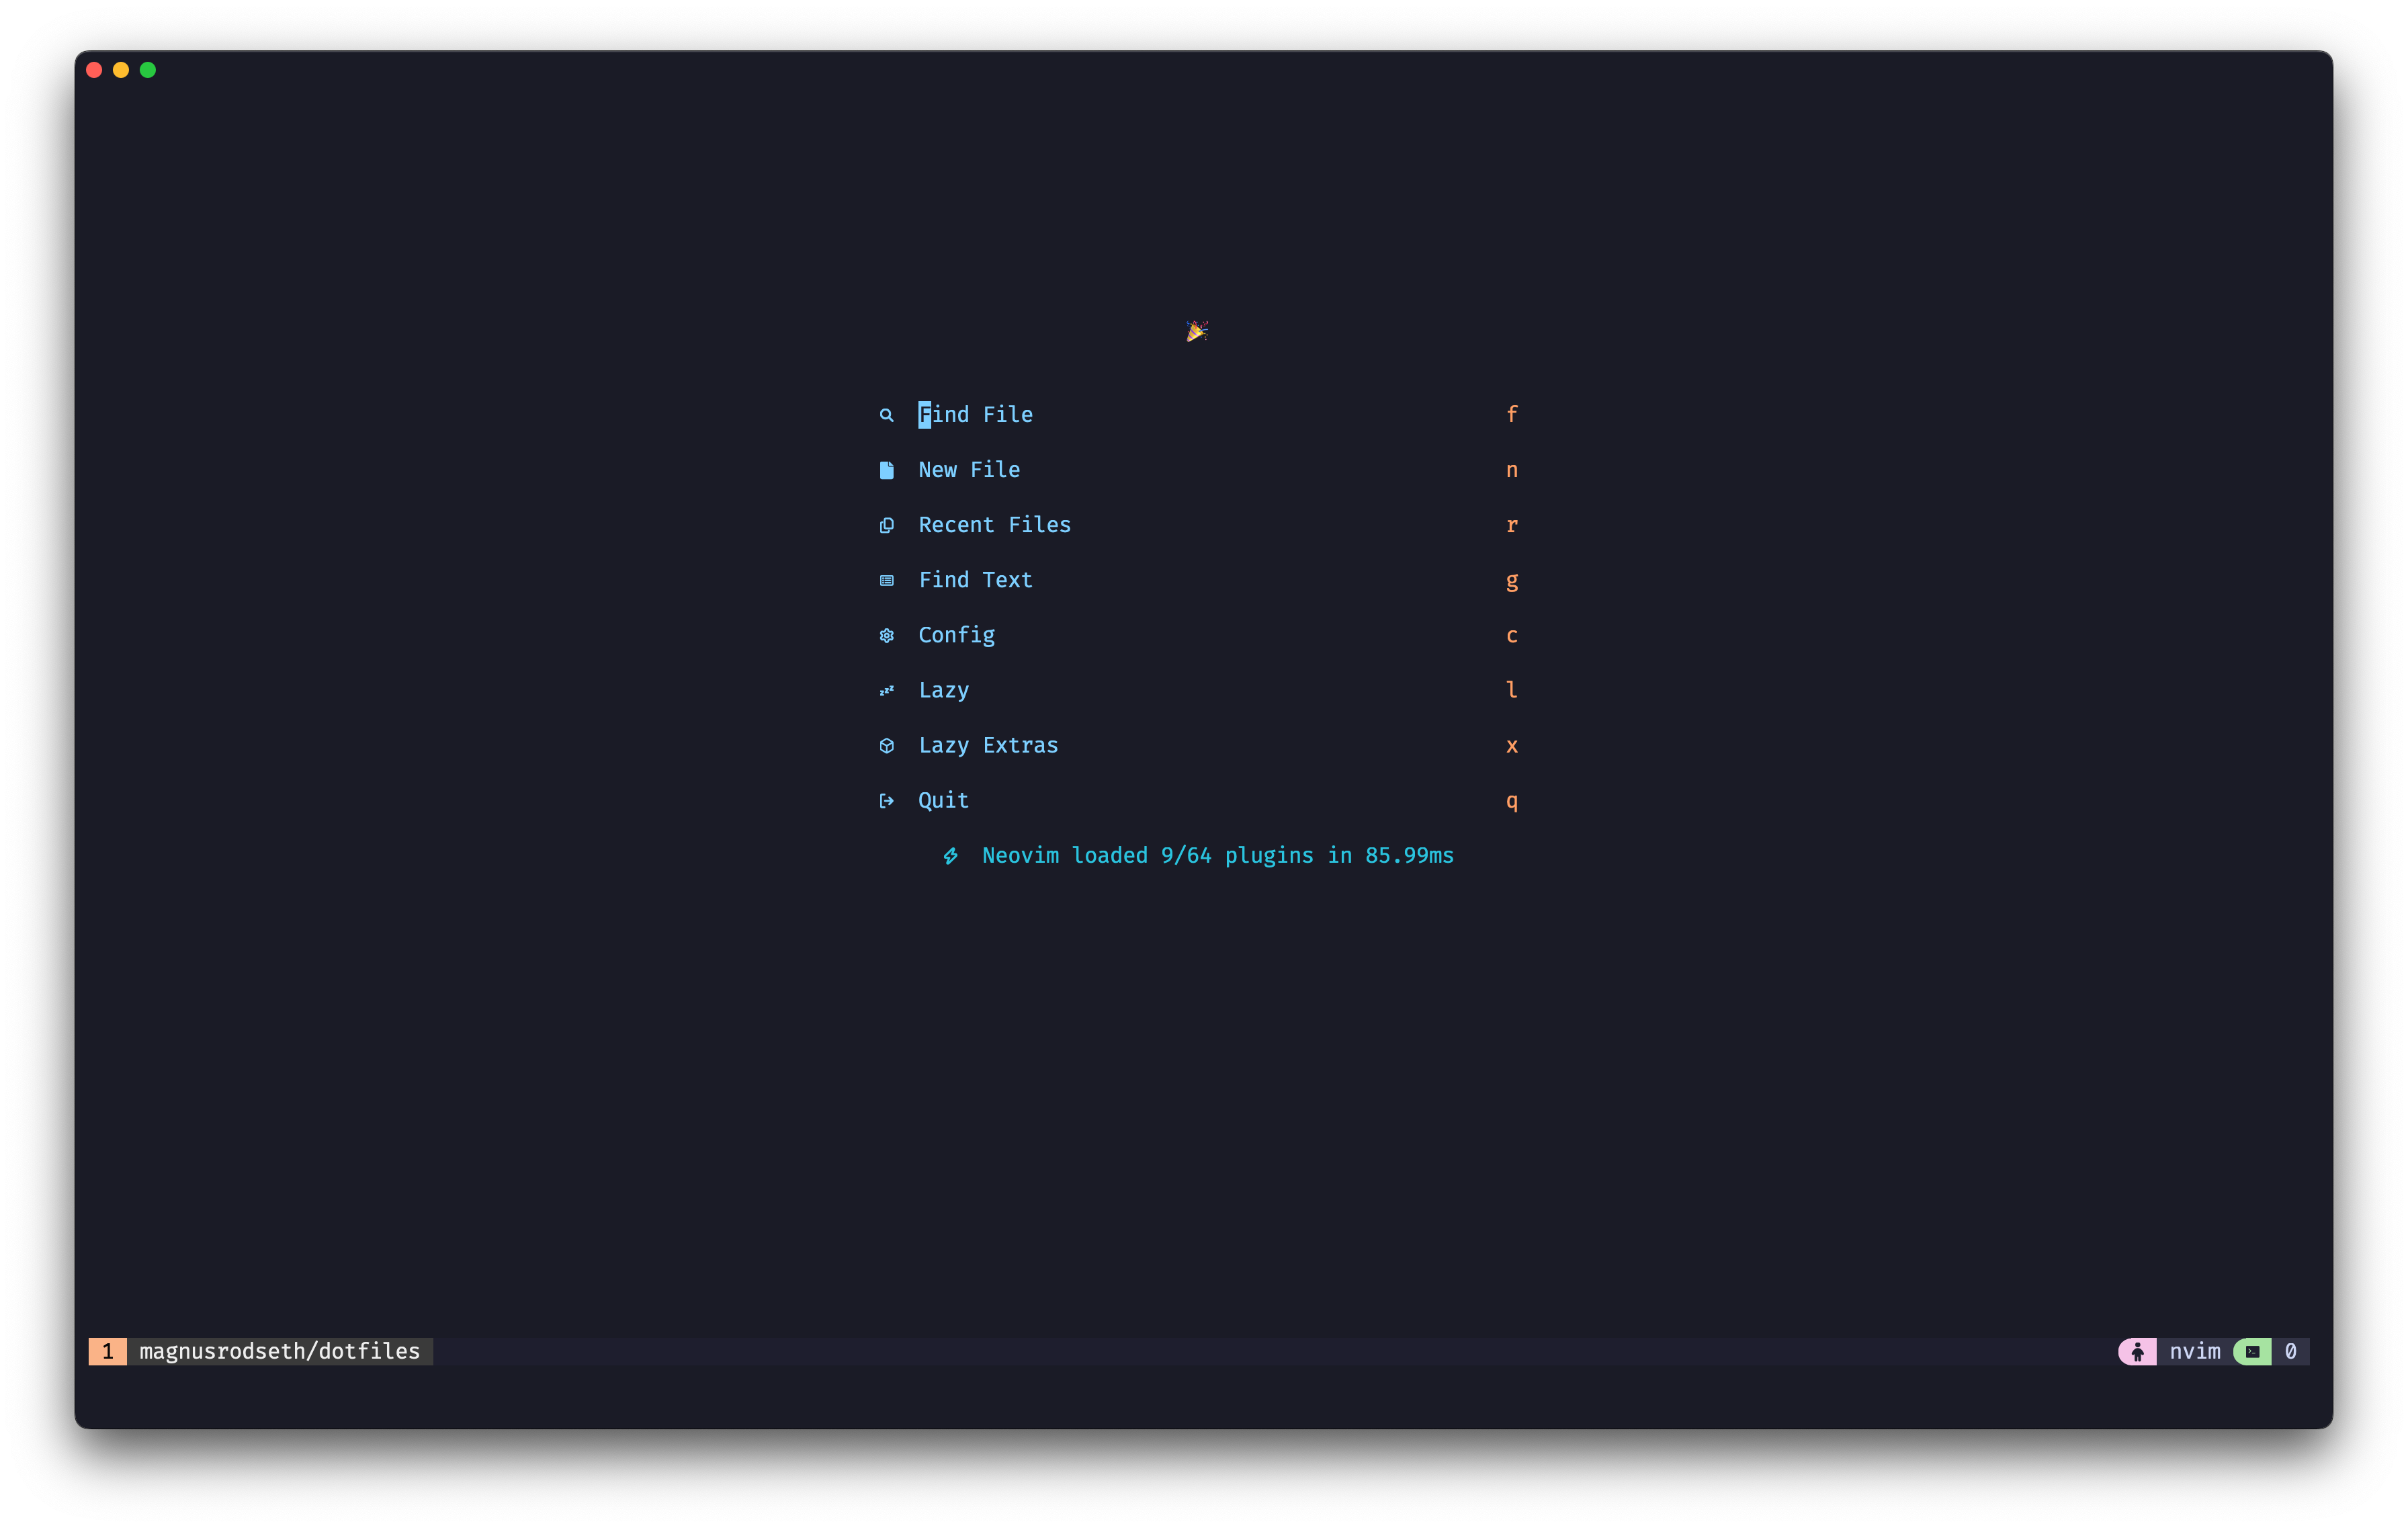 🎉
Find File f
New File n
Recent Files r
Find Text g
Config c
Lazy l
Lazy Extras x
Quit q
Neovim loaded 9/64 plugins in 85.99ms
1 magnusrodseth/dotfiles nvim 0